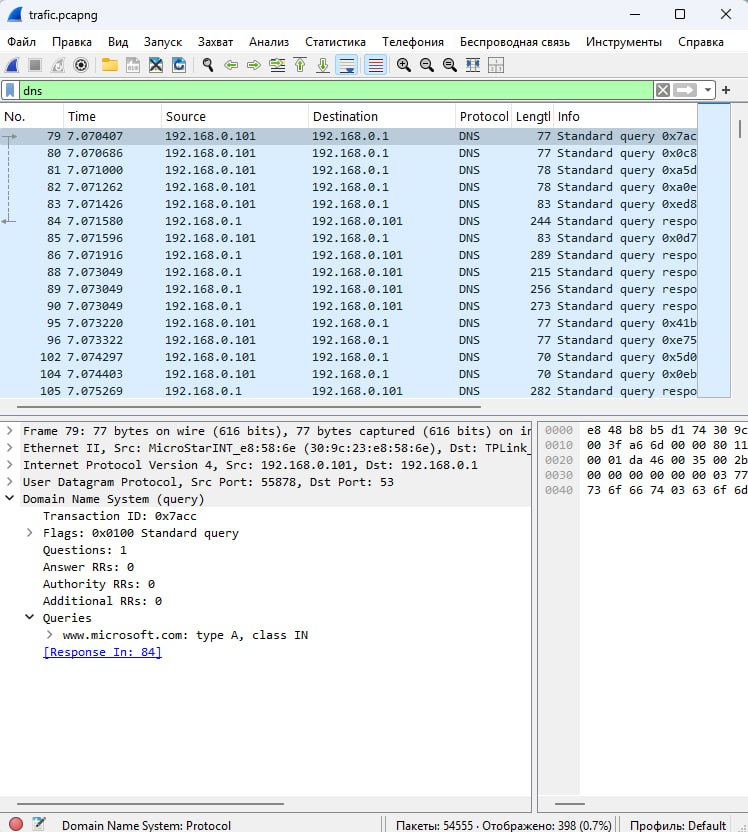 trafic.pcapng
Файл Правка Вид Запуск Захват Анализ Статистика Телефония Беспроводная связь Инструменты Справка
dns
No. Time Source Destination Protocol Lengtl Info
79 7.070407 192.168.0.101 192.168.0.1 DNS 77 Standard query 0x7ac
80 7.070686 192.168.0.101 192.168.0.1 DNS 77 Standard query 0x0c8
81 7.071000 192.168.0.101 192.168.0.1 DNS 78 Standard query 0xa5d
82 7.071262 192.168.0.101 192.168.0.1 DNS 78 Standard query 0xa0e
83 7.071426 192.168.0.101 192.168.0.1 DNS 83 Standard query 0xed8
84 7.071580 192.168.0.1 192.168.0.101 DNS 244 Standard query respo
85 7.071596 192.168.0.101 192.168.0.1 DNS 83 Standard query 0x0d7
86 7.071916 192.168.0.1 192.168.0.101 DNS 289 Standard query respo
88 7.073049 192.168.0.1 192.168.0.101 DNS 215 Standard query respo
89 7.073049 192.168.0.1 192.168.0.101 DNS 256 Standard query respo
90 7.073049 192.168.0.1 192.168.0.101 DNS 273 Standard query respo
95 7.073220 192.168.0.101 192.168.0.1 DNS 77 Standard query 0x41b
96 7.073322 192.168.0.101 192.168.0.1 DNS 77 Standard query 0xe75
102 7.074297 192.168.0.101 192.168.0.1 DNS 70 Standard query 0x5d0
104 7.074403 192.168.0.101 192.168.0.1 DNS 70 Standard query 0x0eb
105 7.075269 192.168.0.1 192.168.0.101 DNS 282 Standard query respo
Frame 79: 77 bytes on wire (616 bits), 77 bytes captured (616 bits) on in
Ethernet II, Src: MicroStarINT_e8:58:6e (30:9c:23:e8:58:6e), Dst: TPLink_
Internet Protocol Version 4, Src: 192.168.0.101, Dst: 192.168.0.1
User Datagram Protocol, Src Port: 55878, Dst Port: 53
Domain Name System (query)
Transaction ID: 0x7acc
Flags: 0x0100 Standard query
Questions: 1
Answer RRs: 0
Authority RRs: 0
Additional RRs: 0
Queries
www.microsoft.com: type A, class IN
[Response In: 84]
0000 e8 48 b8 b5 d1 74 30 9c
0010 00 3f a6 6d 00 00 80 11
0020 00 01 da 46 00 35 00 2b
0030 00 00 00 00 00 00 03 77
0040 73 6f 66 74 03 63 6f 6d
Domain Name System: Protocol
Пакеты: 54555 · Отображено: 398 (0.7%)
Профиль: Default